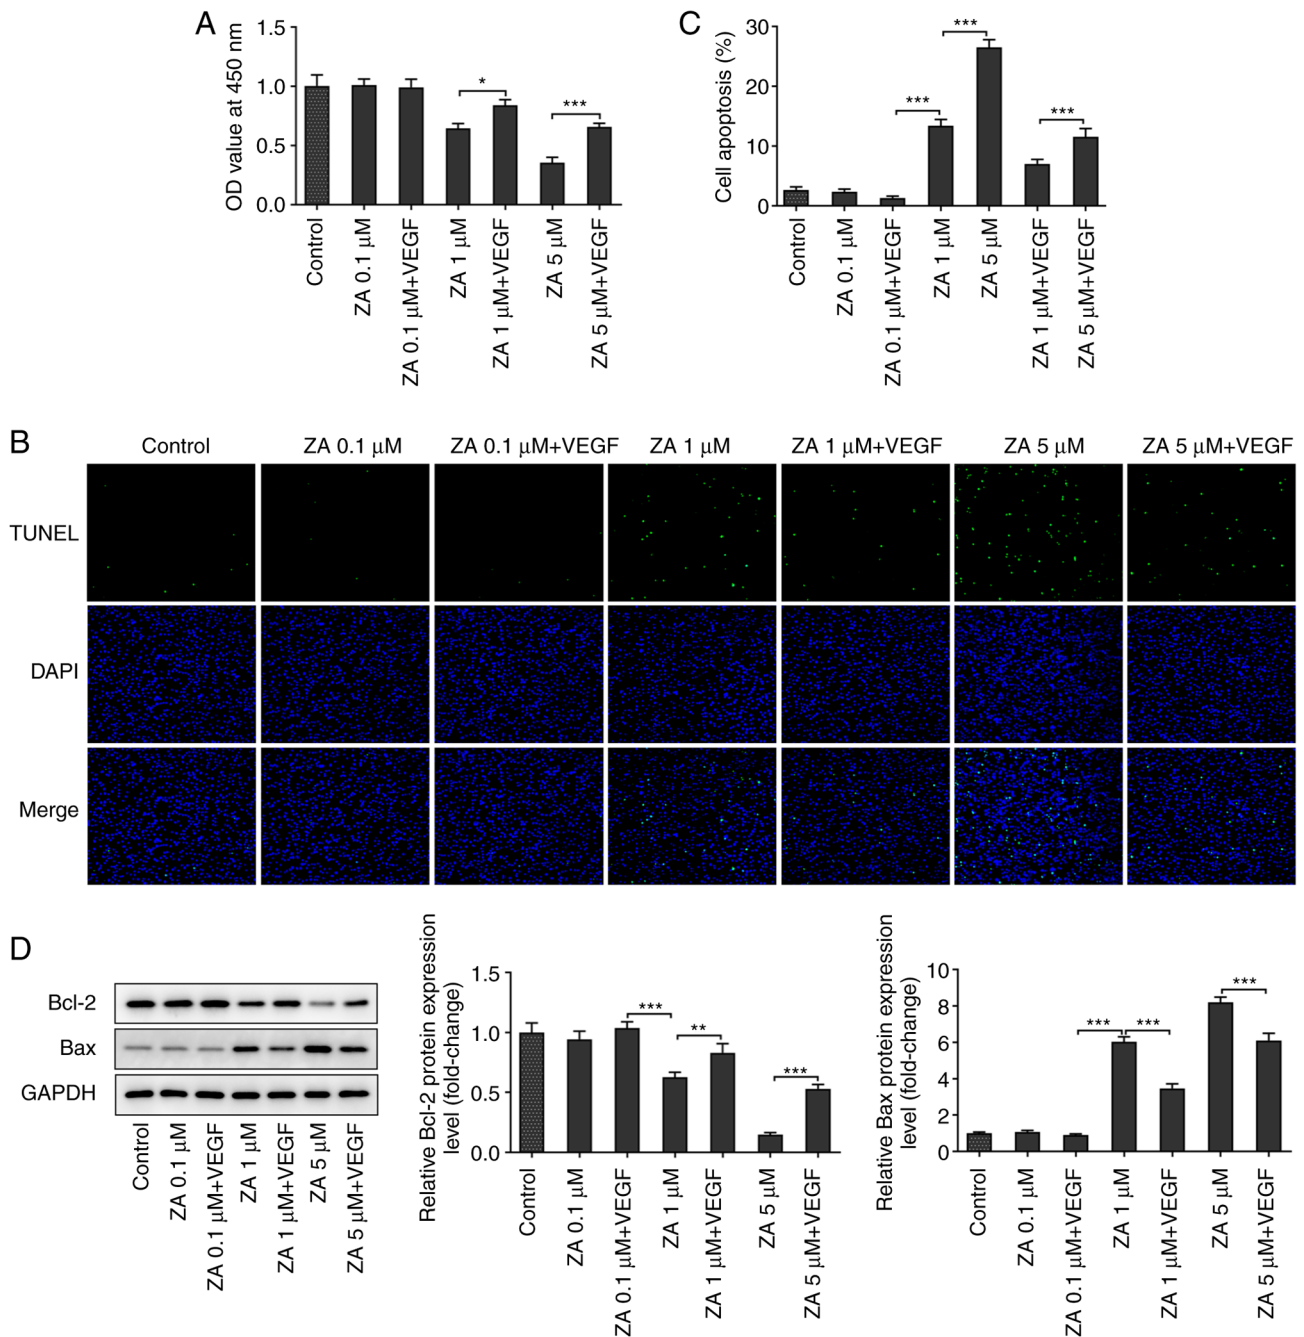 A
OD value at 450 nm
1.5
1.0
0.5
0.0
*
***
Control
ZA 0.1 μM
ZA 0.1 μM+VEGF
ZA 1 μM
ZA 1 μM+VEGF
ZA 5 μM
ZA 5 μM+VEGF
C
Cell apoptosis (%)
30
20
10
0
***
***
***
Control
ZA 0.1 μM
ZA 0.1 μM+VEGF
ZA 1 μM
ZA 5 μM
ZA 1 μM+VEGF
ZA 5 μM+VEGF
B
Control ZA 0.1 μM ZA 0.1 μM+VEGF ZA 1 μM ZA 1 μM+VEGF ZA 5 μM ZA 5 μM+VEGF
TUNEL
DAPI
Merge
D
Bcl-2
Bax
GAPDH
Control
ZA 0.1 μM
ZA 0.1 μM+VEGF
ZA 1 μM
ZA 1 μM+VEGF
ZA 5 μM
ZA 5 μM+VEGF
Relative Bcl-2 protein expression
level (fold-change)
1.5
1.0
0.5
0.0
***
**
***
Control
ZA 0.1 μM
ZA 0.1 μM+VEGF
ZA 1 μM
ZA 1 μM+VEGF
ZA 5 μM
ZA 5 μM+VEGF
Relative Bax protein expression
level (fold-change)
10
8
6
4
2
0
***
***
***
Control
ZA 0.1 μM
ZA 0.1 μM+VEGF
ZA 1 μM
ZA 1 μM+VEGF
ZA 5 μM
ZA 5 μM+VEGF